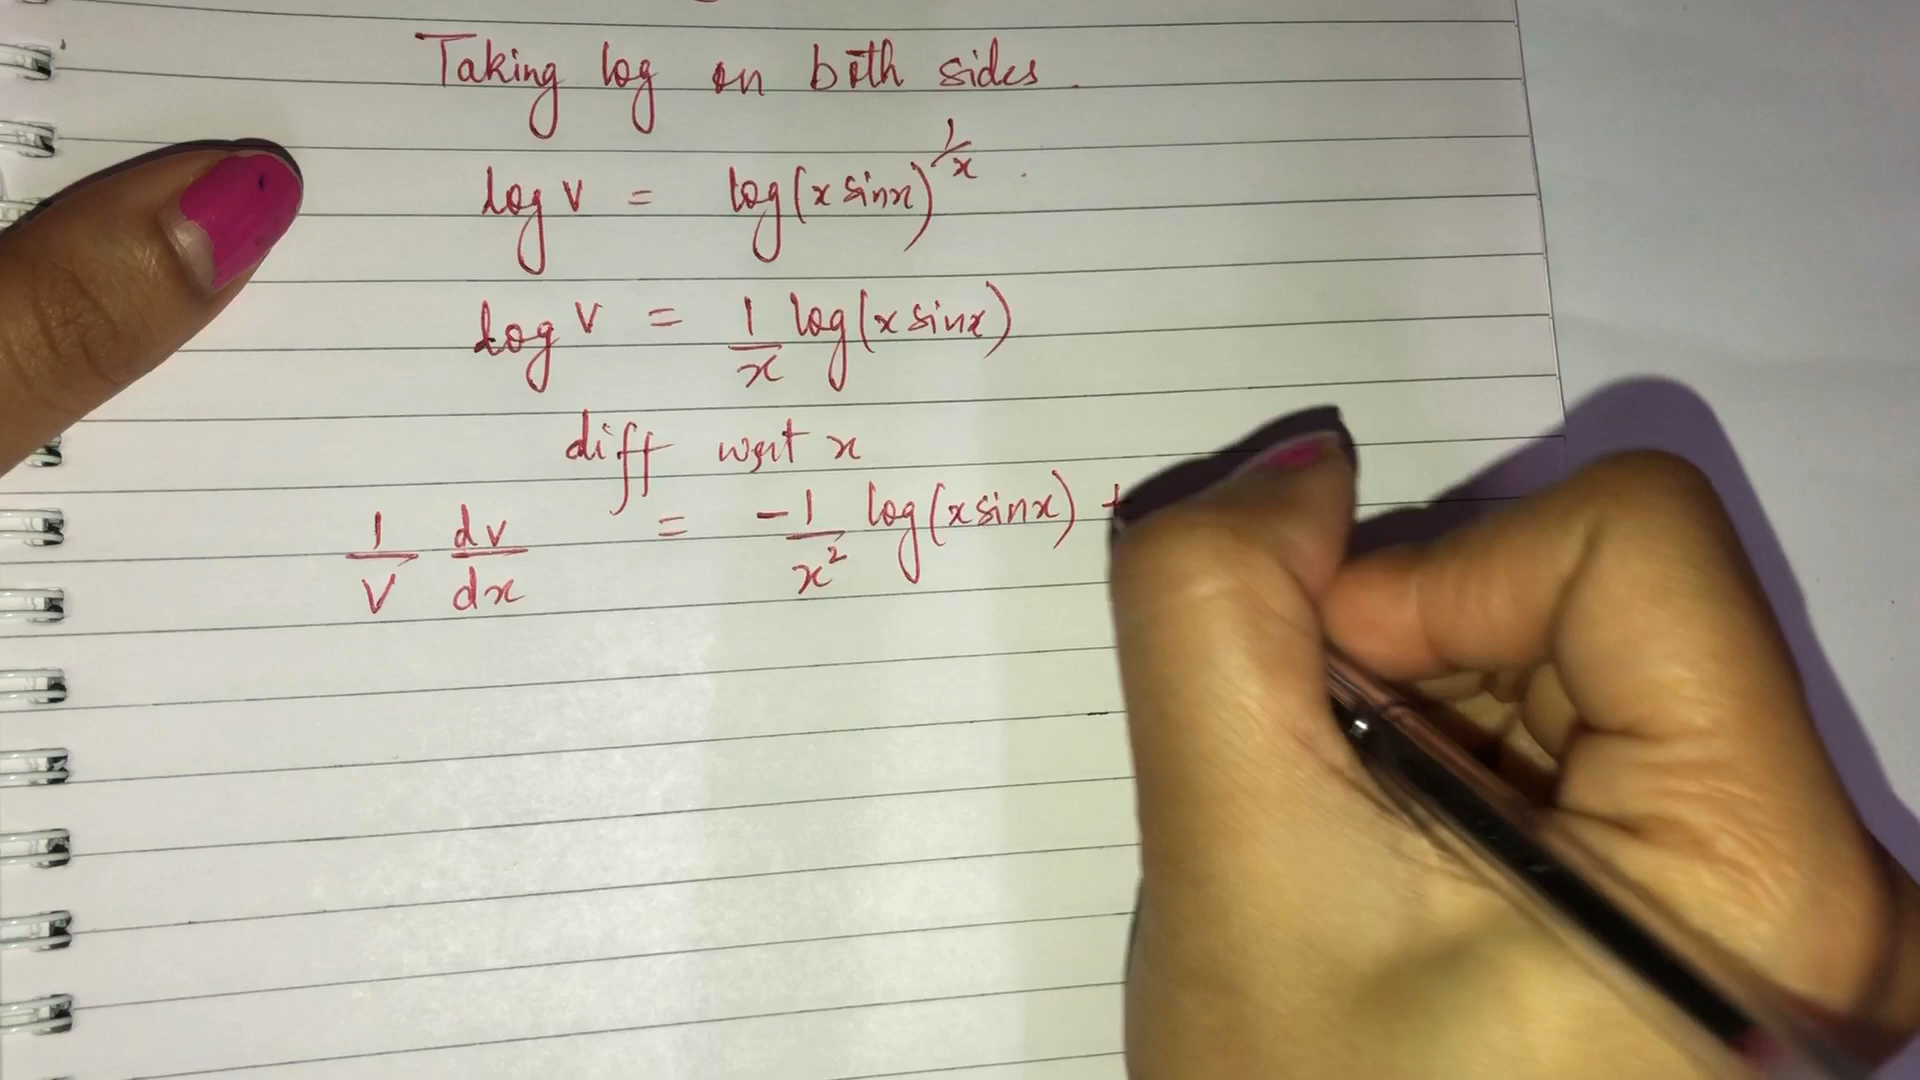 Taking log on both sides.
log v = log(x sinx)^(1/x)
log v = 1/x log(x sinx)
diff wrt x
1/v dv/dx = -1/x² log(x sinx) +